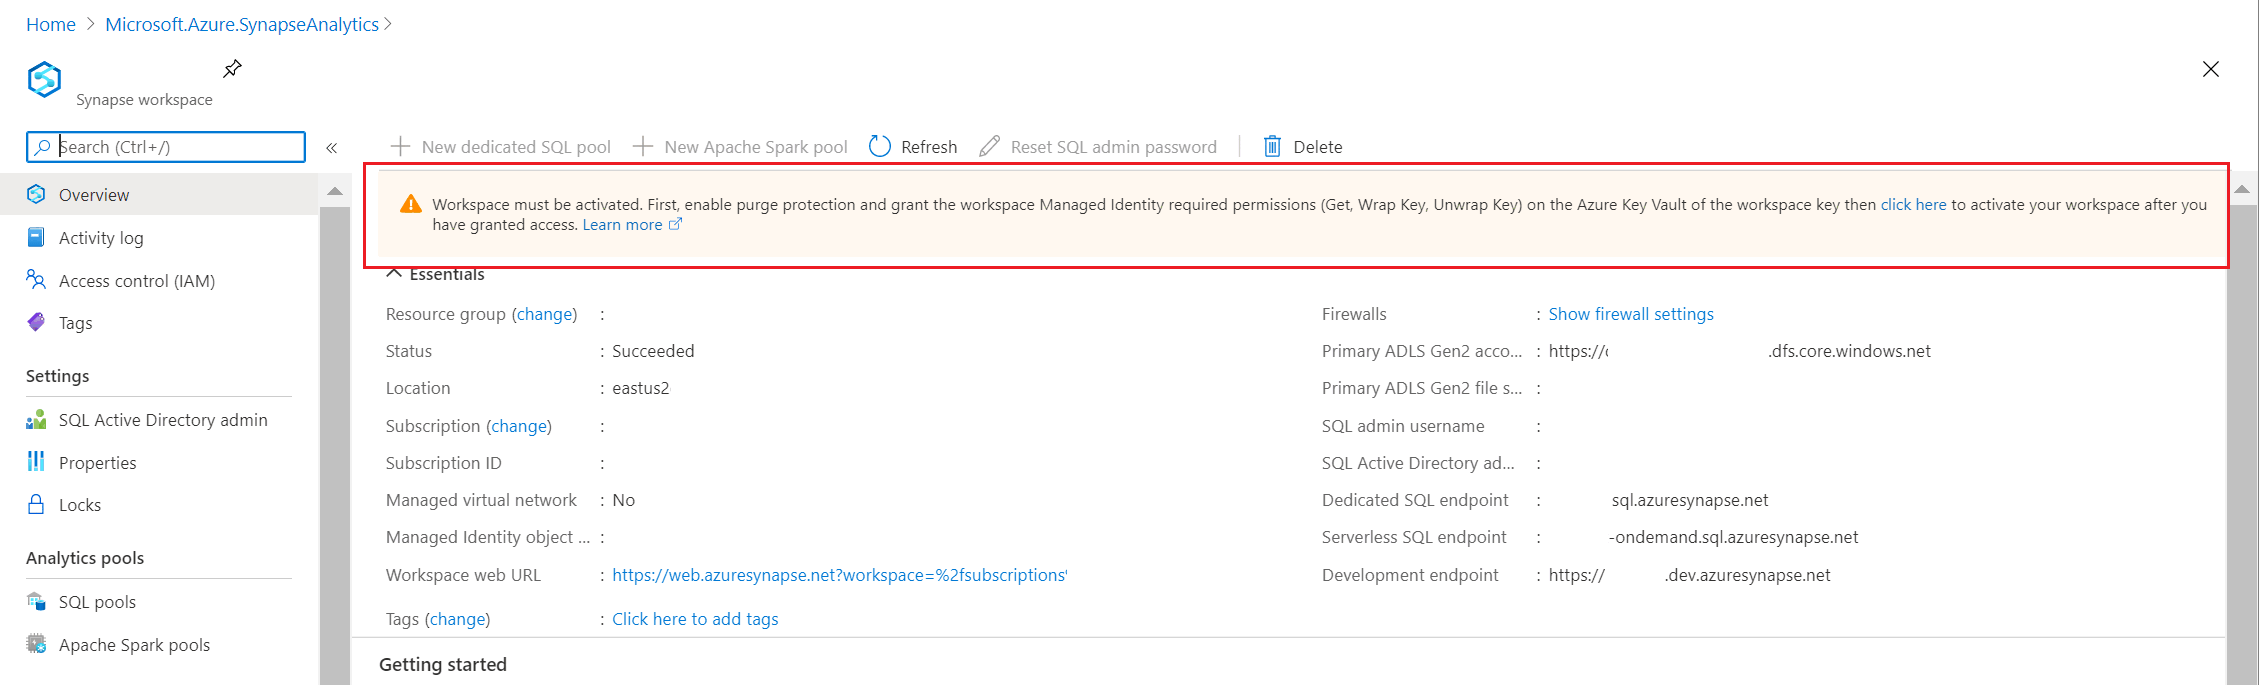 Home > Microsoft.Azure.SynapseAnalytics >
Synapse workspace
Search (Ctrl+/)
«
New dedicated SQL pool
New Apache Spark pool
Refresh
Reset SQL admin password
Delete
Overview
Activity log
Access control (IAM)
Tags
Settings
SQL Active Directory admin
Properties
Locks
Analytics pools
SQL pools
Apache Spark pools
Workspace must be activated. First, enable purge protection and grant the workspace Managed Identity required permissions (Get, Wrap Key, Unwrap Key) on the Azure Key Vault of the workspace key then click here to activate your workspace after you
have granted access. Learn more
Essentials
Resource group (change) :
Status : Succeeded
Location : eastus2
Subscription (change) :
Subscription ID :
Managed virtual network : No
Managed Identity object ... :
Workspace web URL : https://web.azuresynapse.net?workspace=%2fsubscriptions
Tags (change) : Click here to add tags
Firewalls : Show firewall settings
Primary ADLS Gen2 acco... : https:// .dfs.core.windows.net
Primary ADLS Gen2 file s... :
SQL admin username :
SQL Active Directory ad... :
Dedicated SQL endpoint : sql.azuresynapse.net
Serverless SQL endpoint : -ondemand.sql.azuresynapse.net
Development endpoint : https:// .dev.azuresynapse.net
Getting started